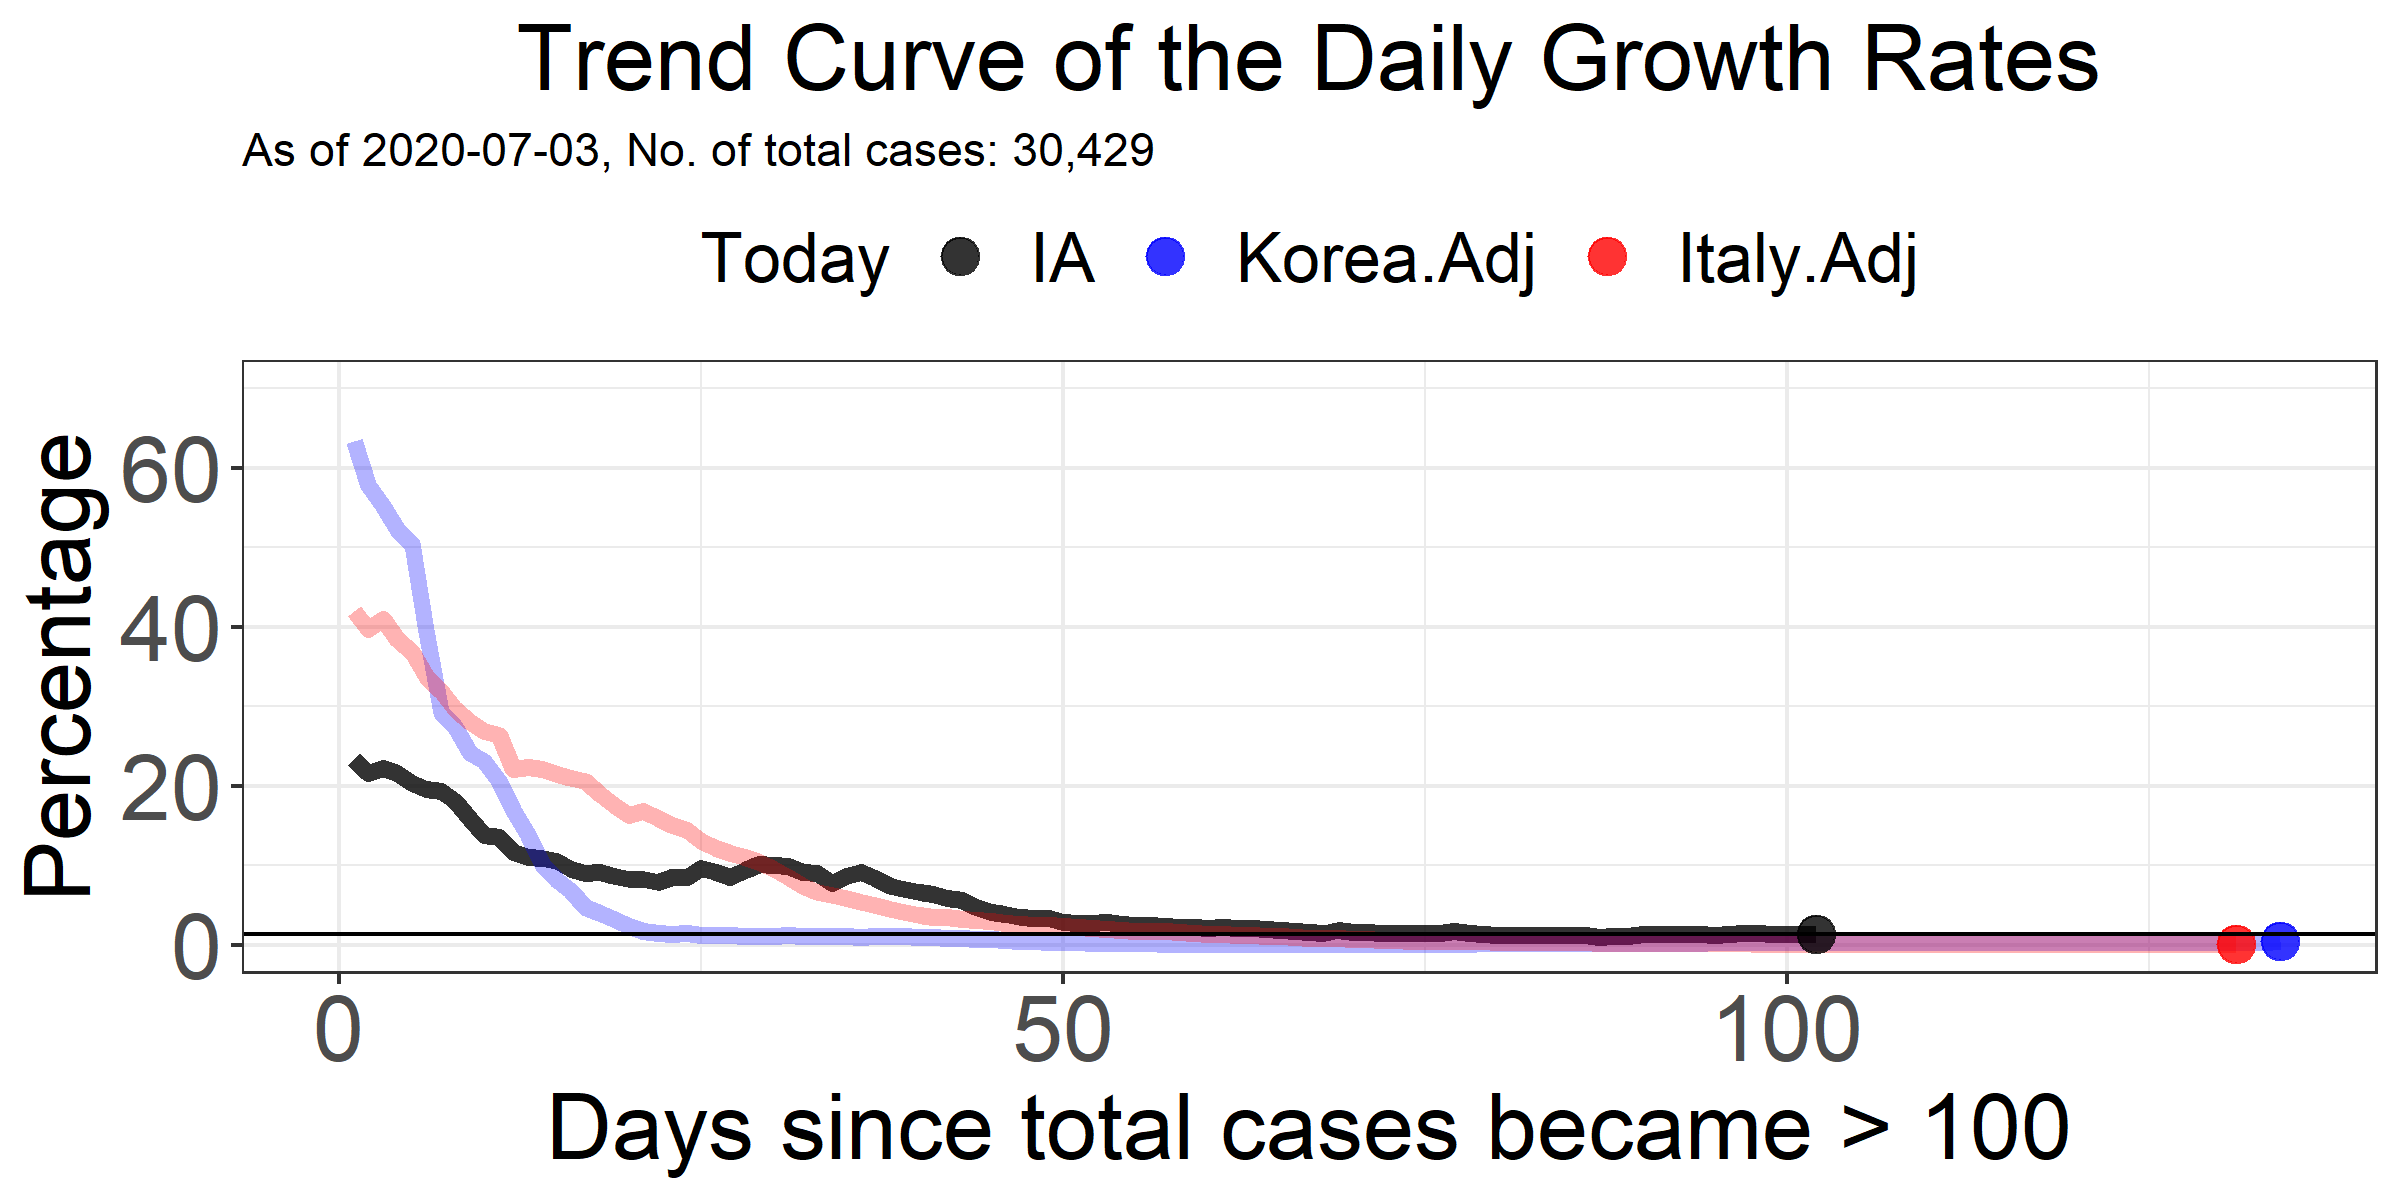 Trend Curve of the Daily Growth Rates
As of 2020-07-03, No. of total cases: 30,429
Today IA Korea.Adj Italy.Adj
Percentage
60
40
20
0
0 50 100
Days since total cases became > 100